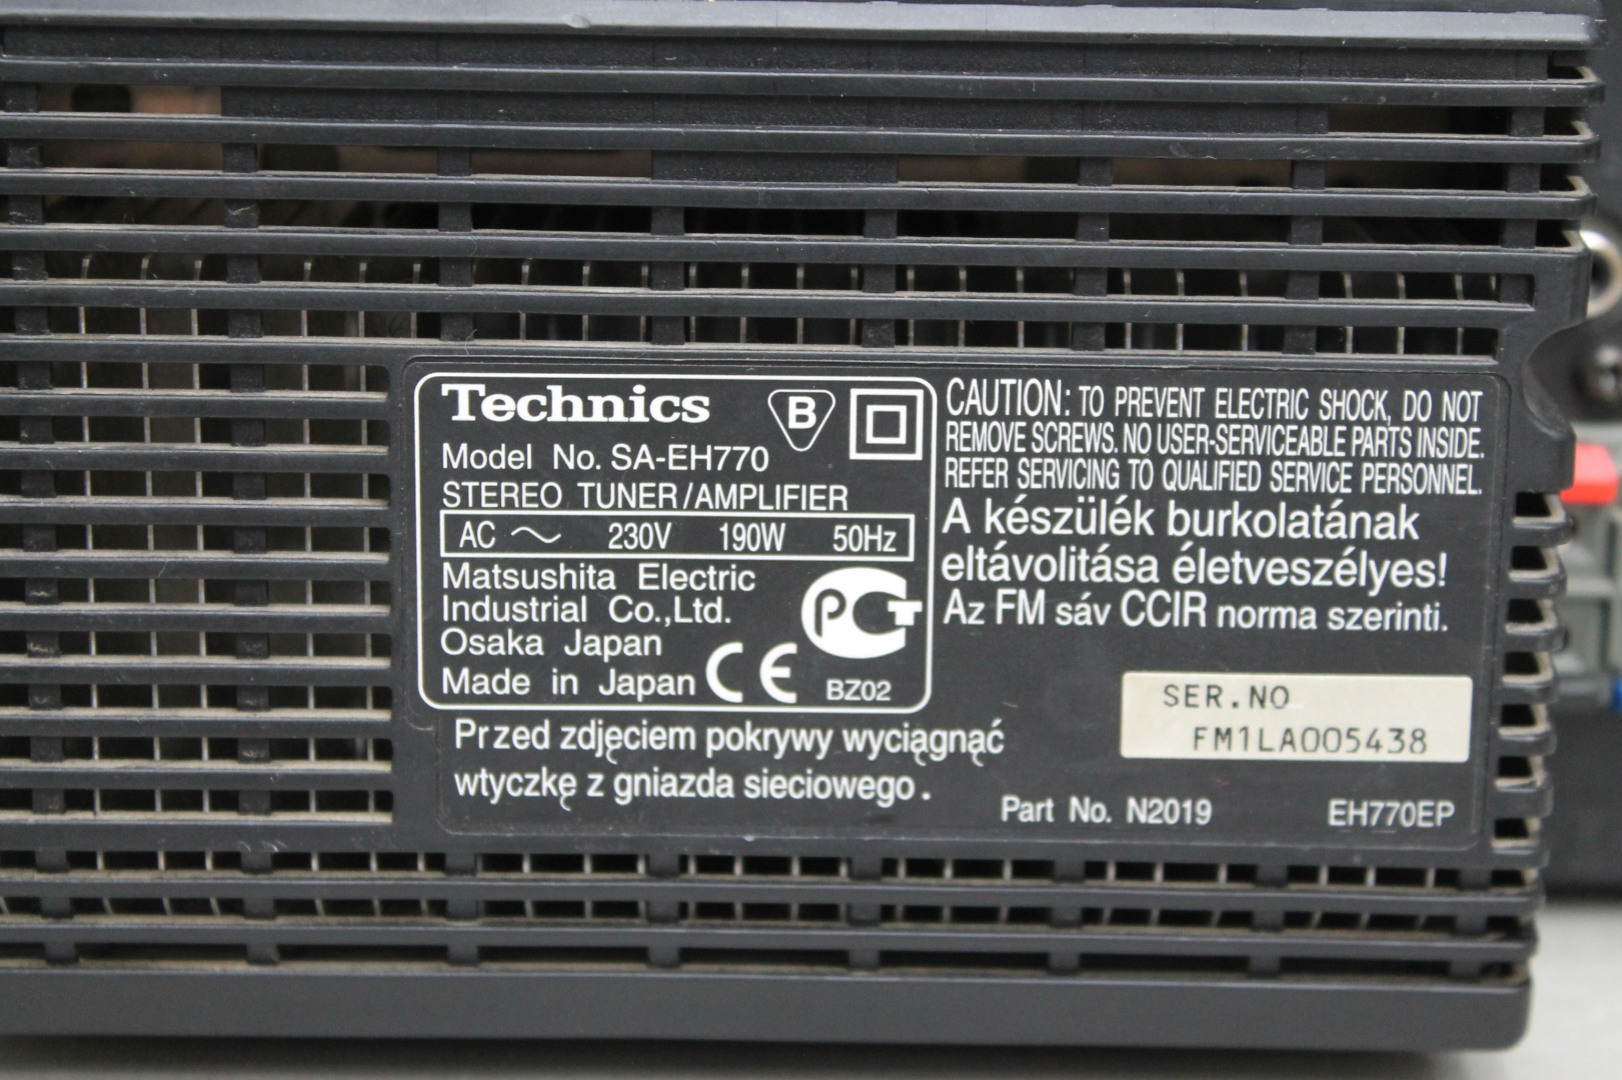 Technics
B
Model No. SA-EH770
STEREO TUNER/AMPLIFIER
AC ～ 230V 190W 50Hz
Matsushita Electric
Industrial Co.,Ltd.
Osaka Japan
Made in Japan
CE
PCT
BZ02
CAUTION: TO PREVENT ELECTRIC SHOCK, DO NOT
REMOVE SCREWS. NO USER-SERVICEABLE PARTS INSIDE.
REFER SERVICING TO QUALIFIED SERVICE PERSONNEL.
A készülék burkolatának
eltávolitása életveszélyes!
Az FM sáv CCIR norma szerinti.
SER.NO
FM1LA005438
Przed zdjęciem pokrywy wyciągnąć
wtyczkę z gniazda sieciowego.
Part No. N2019
EH770EP